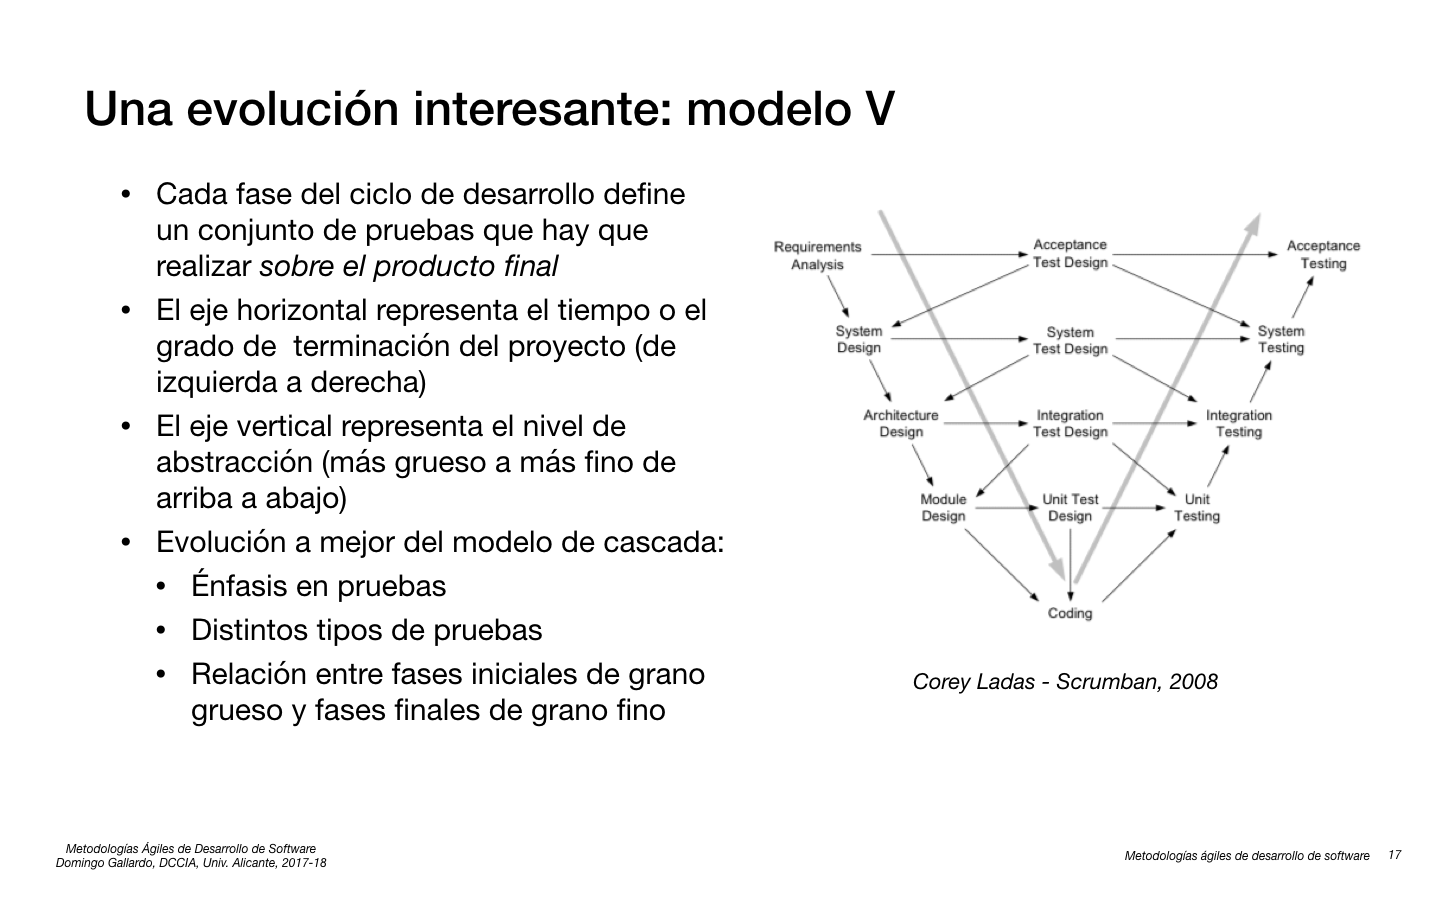 Una evolución interesante: modelo V
• Cada fase del ciclo de desarrollo define
un conjunto de pruebas que hay que
realizar sobre el producto final
• El eje horizontal representa el tiempo o el
grado de  terminación del proyecto (de
izquierda a derecha)
• El eje vertical representa el nivel de
abstracción (más grueso a más fino de
arriba a abajo)
• Evolución a mejor del modelo de cascada:
• Énfasis en pruebas
• Distintos tipos de pruebas
• Relación entre fases iniciales de grano
grueso y fases finales de grano fino
Requirements
Analysis
Acceptance
Test Design
Acceptance
Testing
System
Design
System
Test Design
System
Testing
Architecture
Design
Integration
Test Design
Integration
Testing
Module
Design
Unit Test
Design
Unit
Testing
Coding
Corey Ladas - Scrumban, 2008
Metodologías Ágiles de Desarrollo de Software
Domingo Gallardo, DCCIA, Univ. Alicante, 2017-18
Metodologías ágiles de desarrollo de software
17